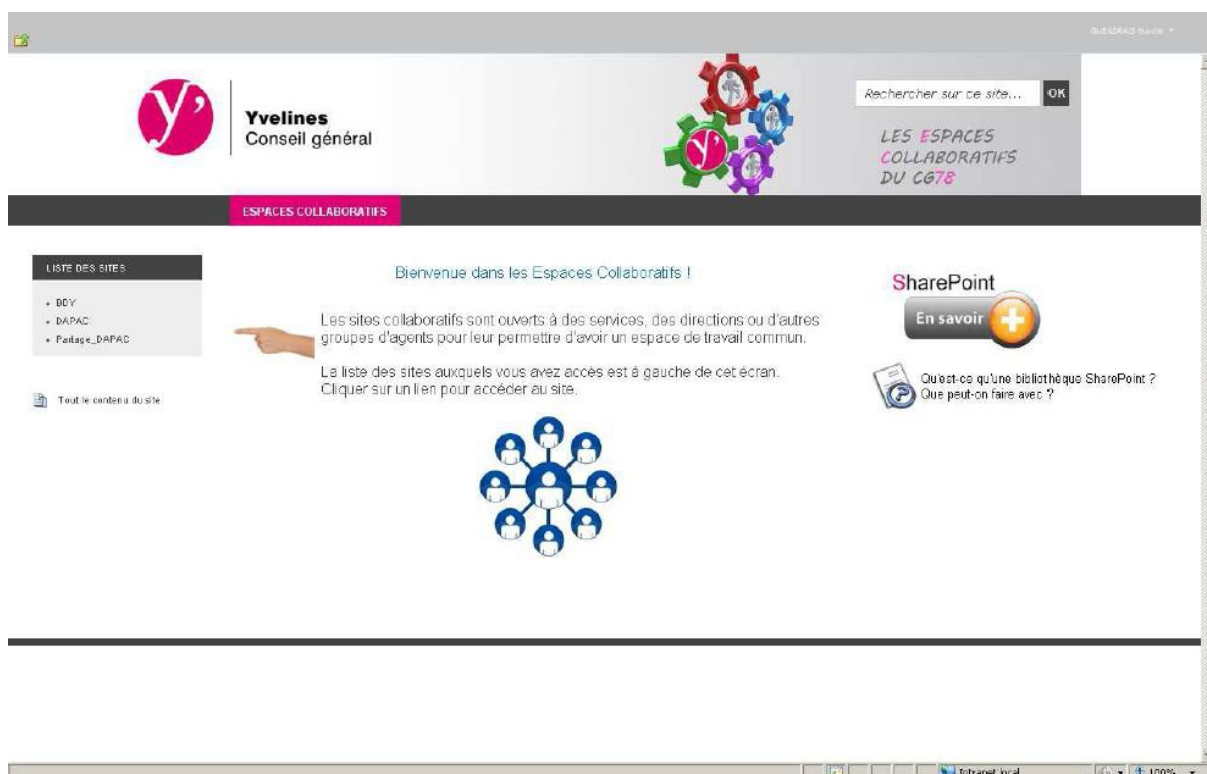 Yvelines
Conseil général
Rechercher sur ce site... OK
LES ESPACES
COLLABORATIFS
DU CG78
ESPACES COLLABORATIFS
LISTE DES SITES
BDY
DAPAC
Partage_DAPAC
Tout le contenu du site
Bienvenue dans les Espaces Collaboratifs !
Les sites collaboratifs sont ouverts à des services, des directions ou d'autres
groupes d'agents pour leur permettre d'avoir un espace de travail commun.
La liste des sites auxquels vous avez accès est à gauche de cet écran.
Cliquer sur un lien pour accéder au site.
SharePoint
En savoir +
Qu'est-ce qu'une bibliothèque SharePoint ?
Que peut-on faire avec ?
Intranet local
100%